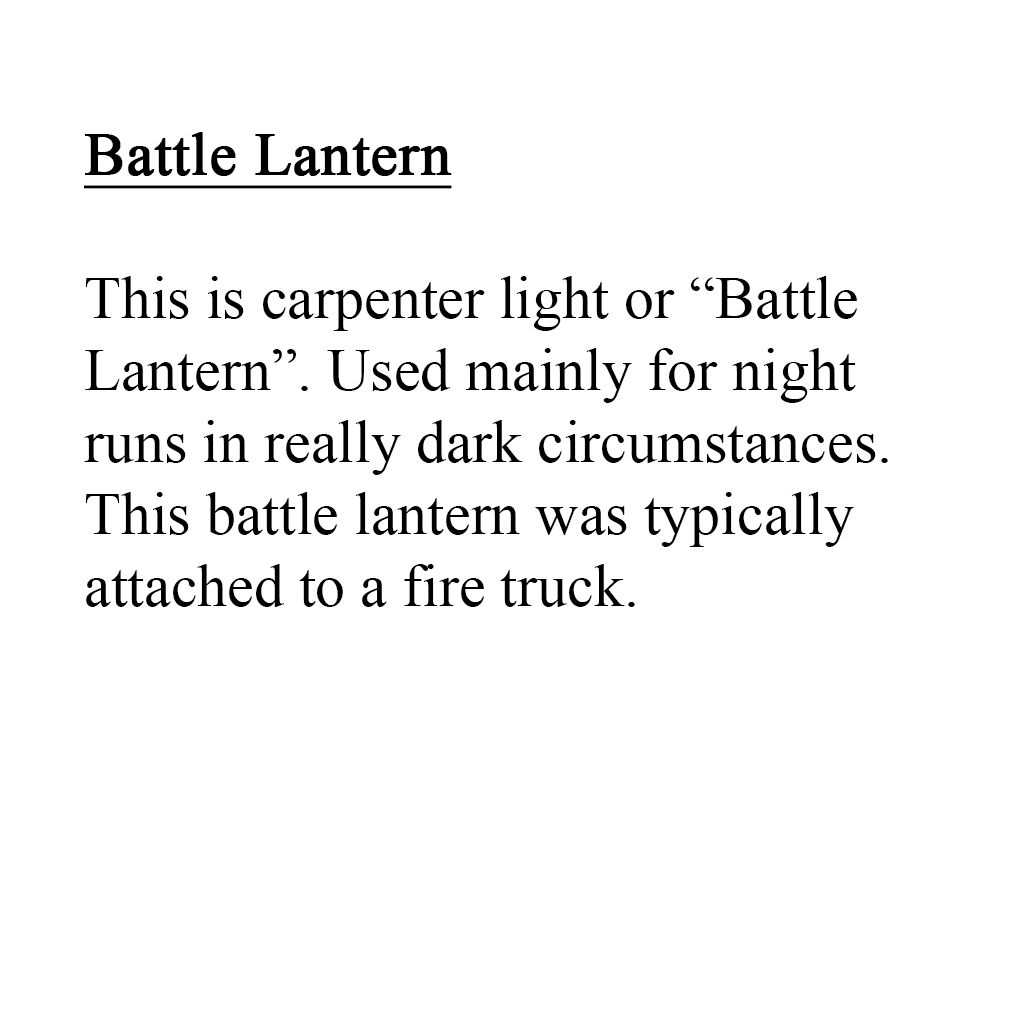 Battle Lantern
This is carpenter light or “Battle
Lantern”. Used mainly for night
runs in really dark circumstances.
This battle lantern was typically
attached to a fire truck.